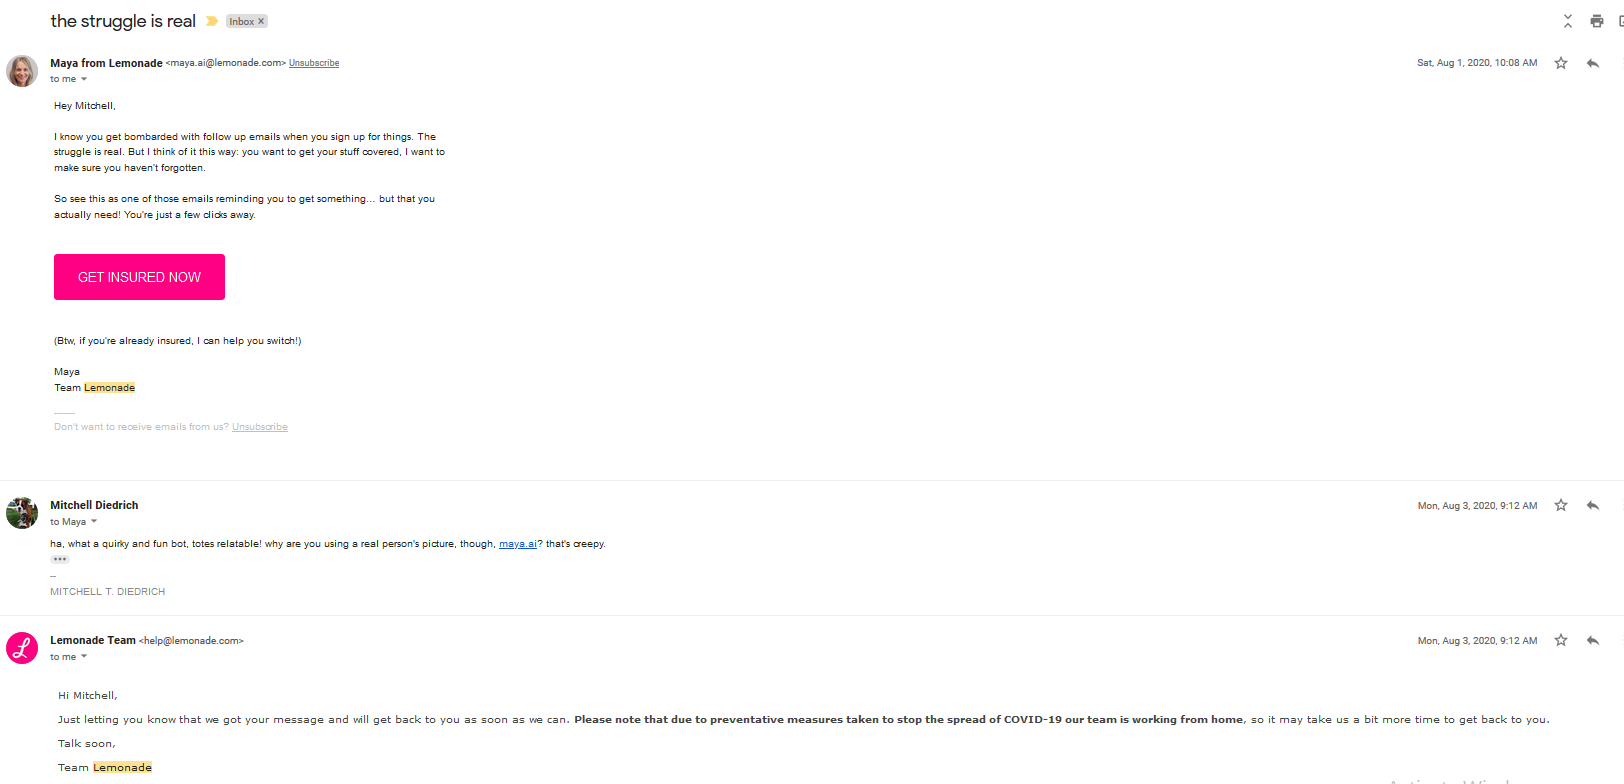 the struggle is real Inbox ×
Maya from Lemonade <maya.ai@lemonade.com> Unsubscribe Sat, Aug 1, 2020, 10:08 AM
to me
Hey Mitchell,
I know you get bombarded with follow up emails when you sign up for things. The
struggle is real. But I think of it this way: you want to get your stuff covered, I want to
make sure you haven't forgotten.
So see this as one of those emails reminding you to get something... but that you
actually need! You're just a few clicks away.
GET INSURED NOW
(Btw, if you're already insured, I can help you switch!)
Maya
Team Lemonade
Don't want to receive emails from us? Unsubscribe
Mitchell Diedrich Mon, Aug 3, 2020, 9:12 AM
to Maya
ha, what a quirky and fun bot, totes relatable! why are you using a real person's picture, though, maya.ai? that's creepy.
•••
--
MITCHELL T. DIEDRICH
Lemonade Team <help@lemonade.com> Mon, Aug 3, 2020, 9:12 AM
to me
Hi Mitchell,
Just letting you know that we got your message and will get back to you as soon as we can. Please note that due to preventative measures taken to stop the spread of COVID-19 our team is working from home, so it may take us a bit more time to get back to you.
Talk soon,
Team Lemonade